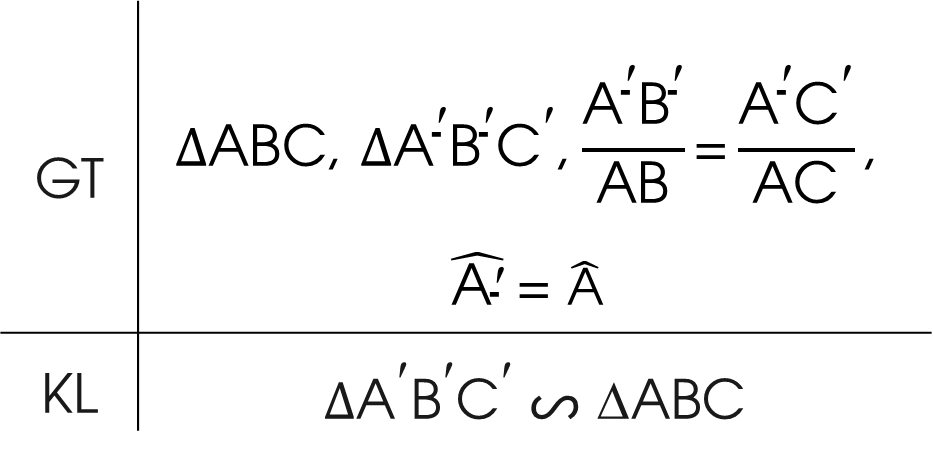 GT
ΔABC, ΔA'B'C', A'B'/AB = A'C'/AC,
Â' = Â
KL
ΔA'B'C' ∽ ΔABC